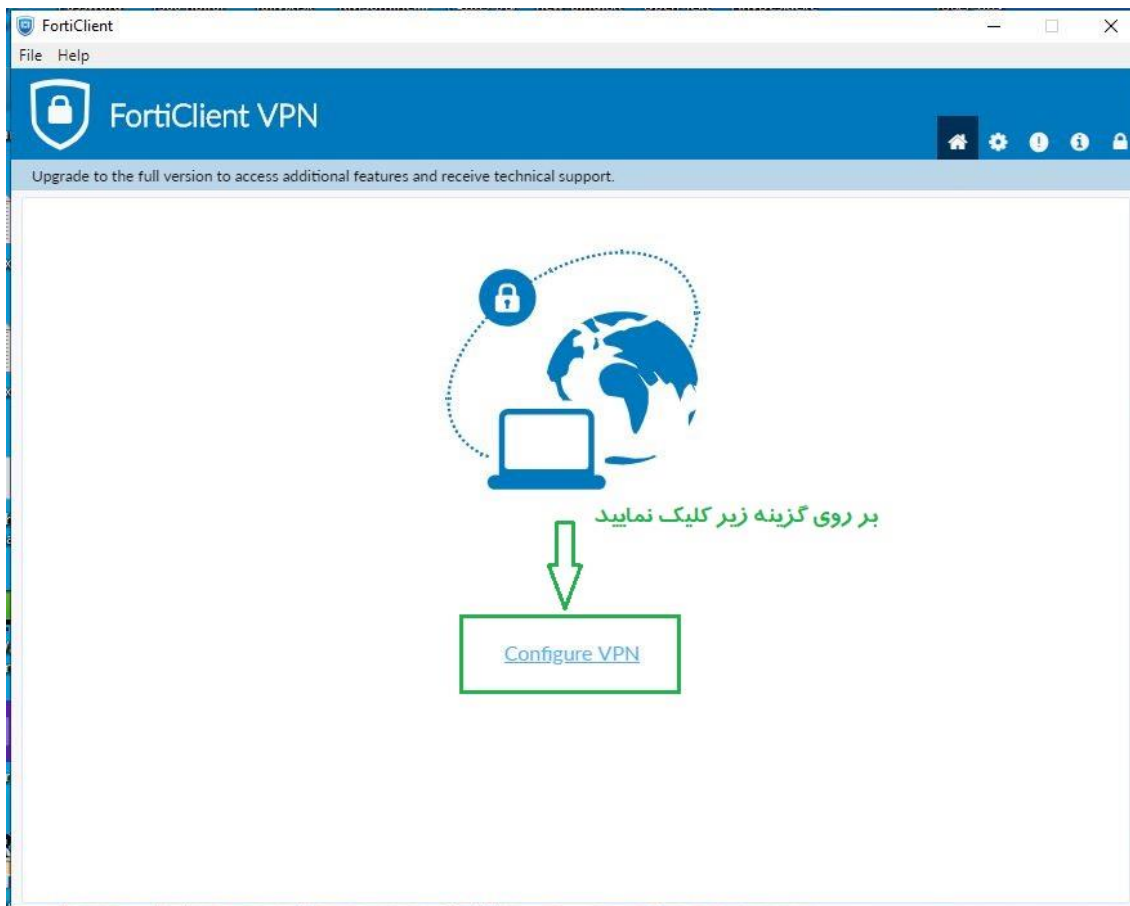 FortiClient
File Help
FortiClient VPN
Upgrade to the full version to access additional features and receive technical support.
بر روی گزینه زیر کلیک نمایید
Configure VPN